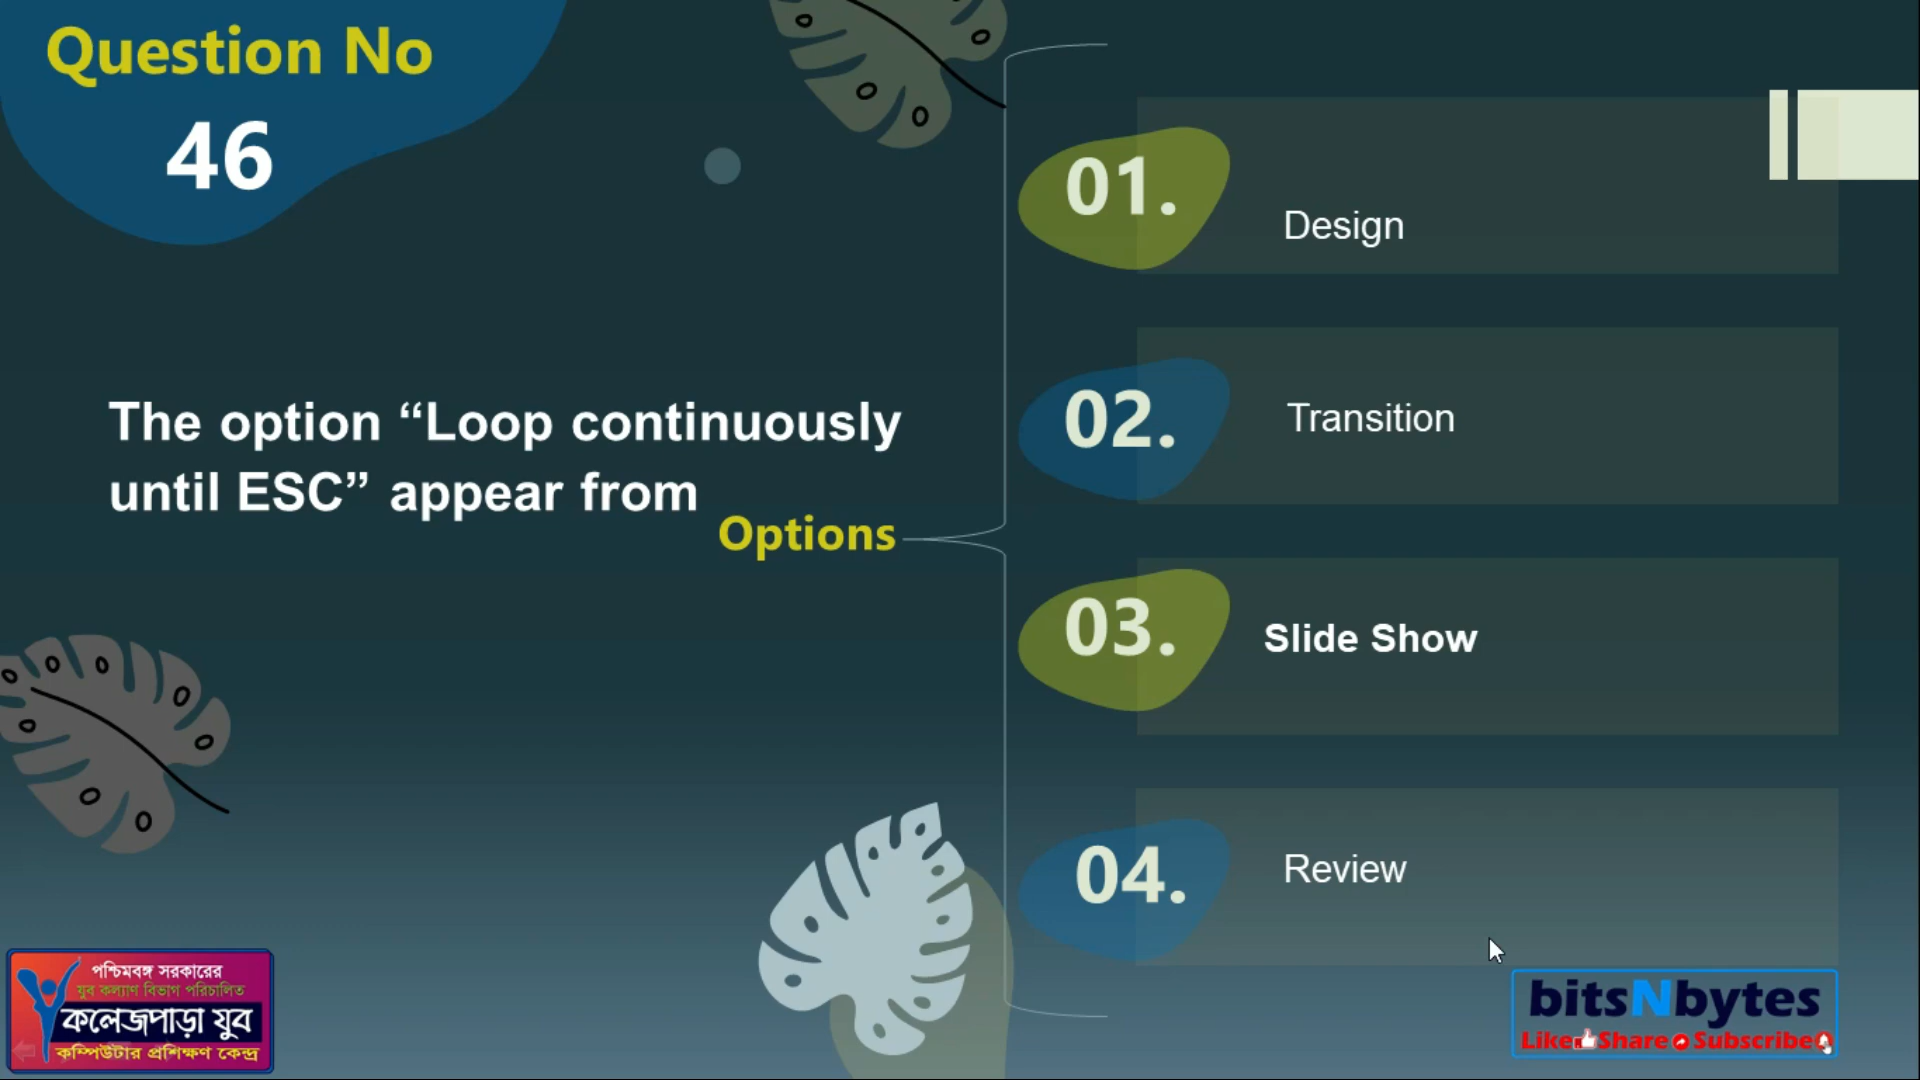 Question No
46
The option “Loop continuously
until ESC” appear from
Options
01.
Design
02.
Transition
03.
Slide Show
04.
Review
পশ্চিমবঙ্গ সরকারের
যুব কল্যাণ বিভাগ পরিচালিত
কলেজপাড়া যুব
কম্পিউটার প্রশিক্ষণ কেন্দ্র
bitsNbytes
Like Share Subscribe